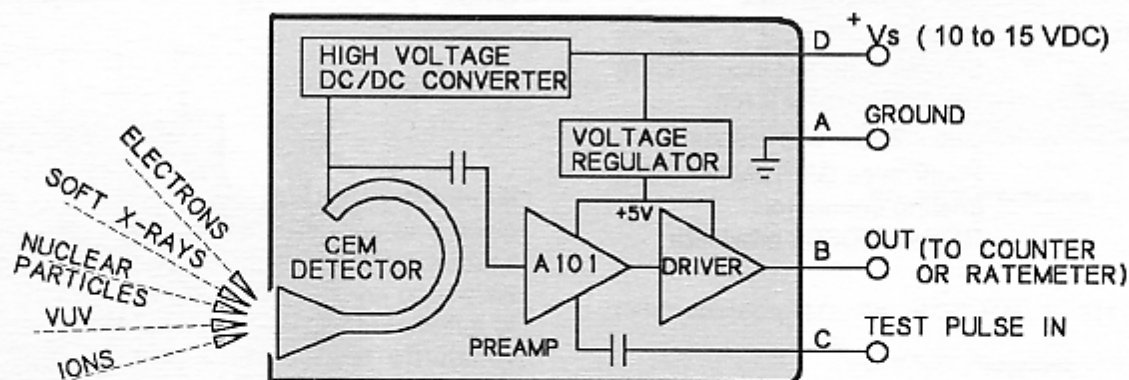 HIGH VOLTAGE
DC/DC CONVERTER
D
+Vs ( 10 to 15 VDC)
A
GROUND
VOLTAGE
REGULATOR
+5V
ELECTRONS
SOFT X-RAYS
NUCLEAR
PARTICLES
VUV
IONS
CEM
DETECTOR
A101
DRIVER
PREAMP
B
OUT (TO COUNTER
OR RATEMETER)
C
TEST PULSE IN